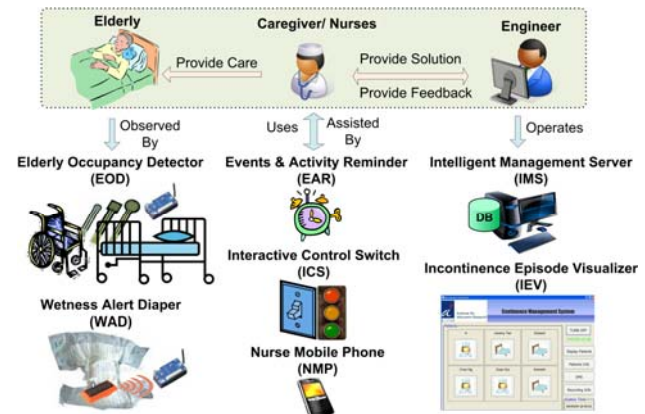 Elderly
Caregiver/ Nurses
Engineer
Provide Care
Provide Solution
Provide Feedback
Observed
By
Uses
Assisted
By
Operates
Elderly Occupancy Detector
(EOD)
Events & Activity Reminder
(EAR)
Intelligent Management Server
(IMS)
DB
Interactive Control Switch
(ICS)
Incontinence Episode Visualizer
(IEV)
Wetness Alert Diaper
(WAD)
Nurse Mobile Phone
(NMP)
Continence Management System